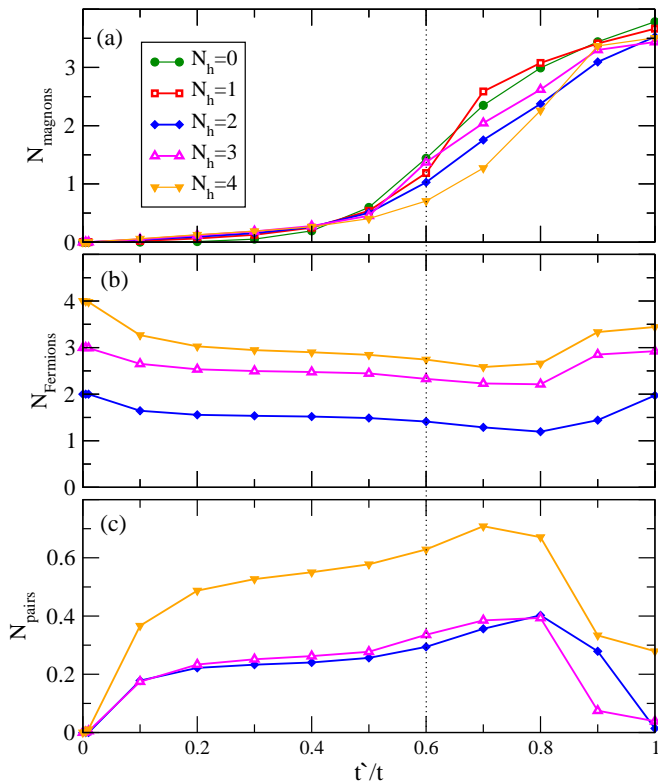 (a)
N_h=0
N_h=1
N_h=2
N_h=3
N_h=4
N_magnons
3
2
1
0
(b)
N_Fermions
4
3
2
1
0
(c)
N_pairs
0.6
0.4
0.2
0
0 0.2 0.4 0.6 0.8 1
t`/t